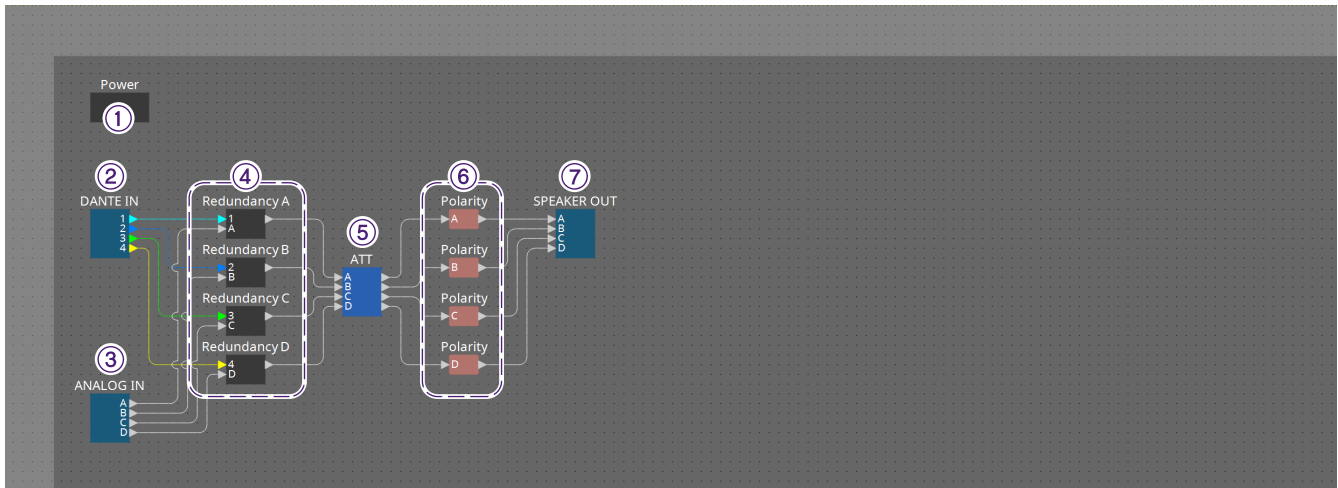 Power
①
② ④ ⑥ ⑦
DANTE IN Redundancy A Polarity SPEAKER OUT
1 1 A A
2 A B
3 C
4 D
⑤
Redundancy B Polarity
ATT
2 B
B
A
B
C
D
Redundancy C Polarity
3 C
C
Redundancy D Polarity
③
4 D
D
ANALOG IN
A
B
C
D